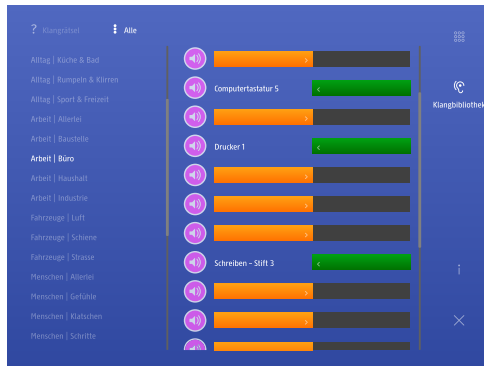 ? Klangrätsel
Alle
Alltag | Küche & Bad
Alltag | Rumpeln & Klirren
Alltag | Sport & Freizeit
Arbeit | Allerlei
Arbeit | Baustelle
Arbeit | Büro
Arbeit | Haushalt
Arbeit | Industrie
Fahrzeuge | Luft
Fahrzeuge | Schiene
Fahrzeuge | Strasse
Menschen | Allerlei
Menschen | Gefühle
Menschen | Klatschen
Menschen | Schritte
Computertastatur 5
Drucker 1
Schreiben - Stift 3
Klangbibliothek
i